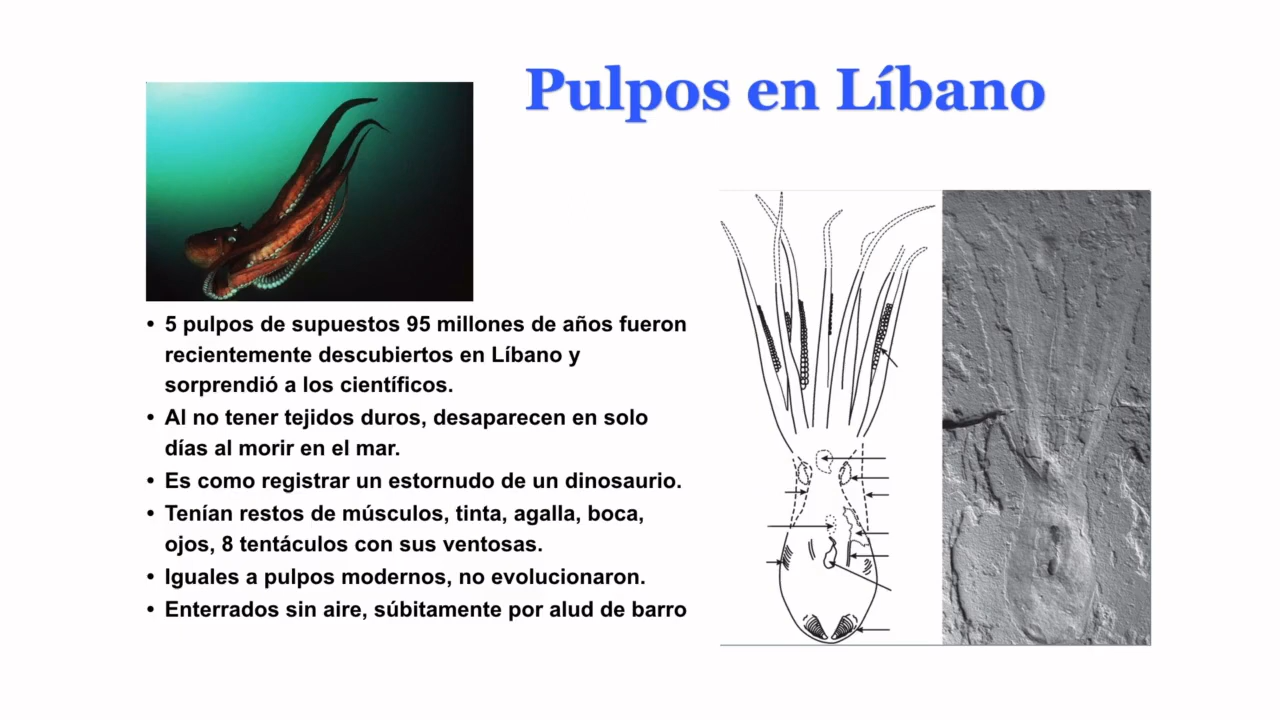 Pulpos en Líbano
• 5 pulpos de supuestos 95 millones de años fueron
recientemente descubiertos en Líbano y
sorprendió a los científicos.
• Al no tener tejidos duros, desaparecen en solo
días al morir en el mar.
• Es como registrar un estornudo de un dinosaurio.
• Tenían restos de músculos, tinta, agalla, boca,
ojos, 8 tentáculos con sus ventosas.
• Iguales a pulpos modernos, no evolucionaron.
• Enterrados sin aire, súbitamente por alud de barro